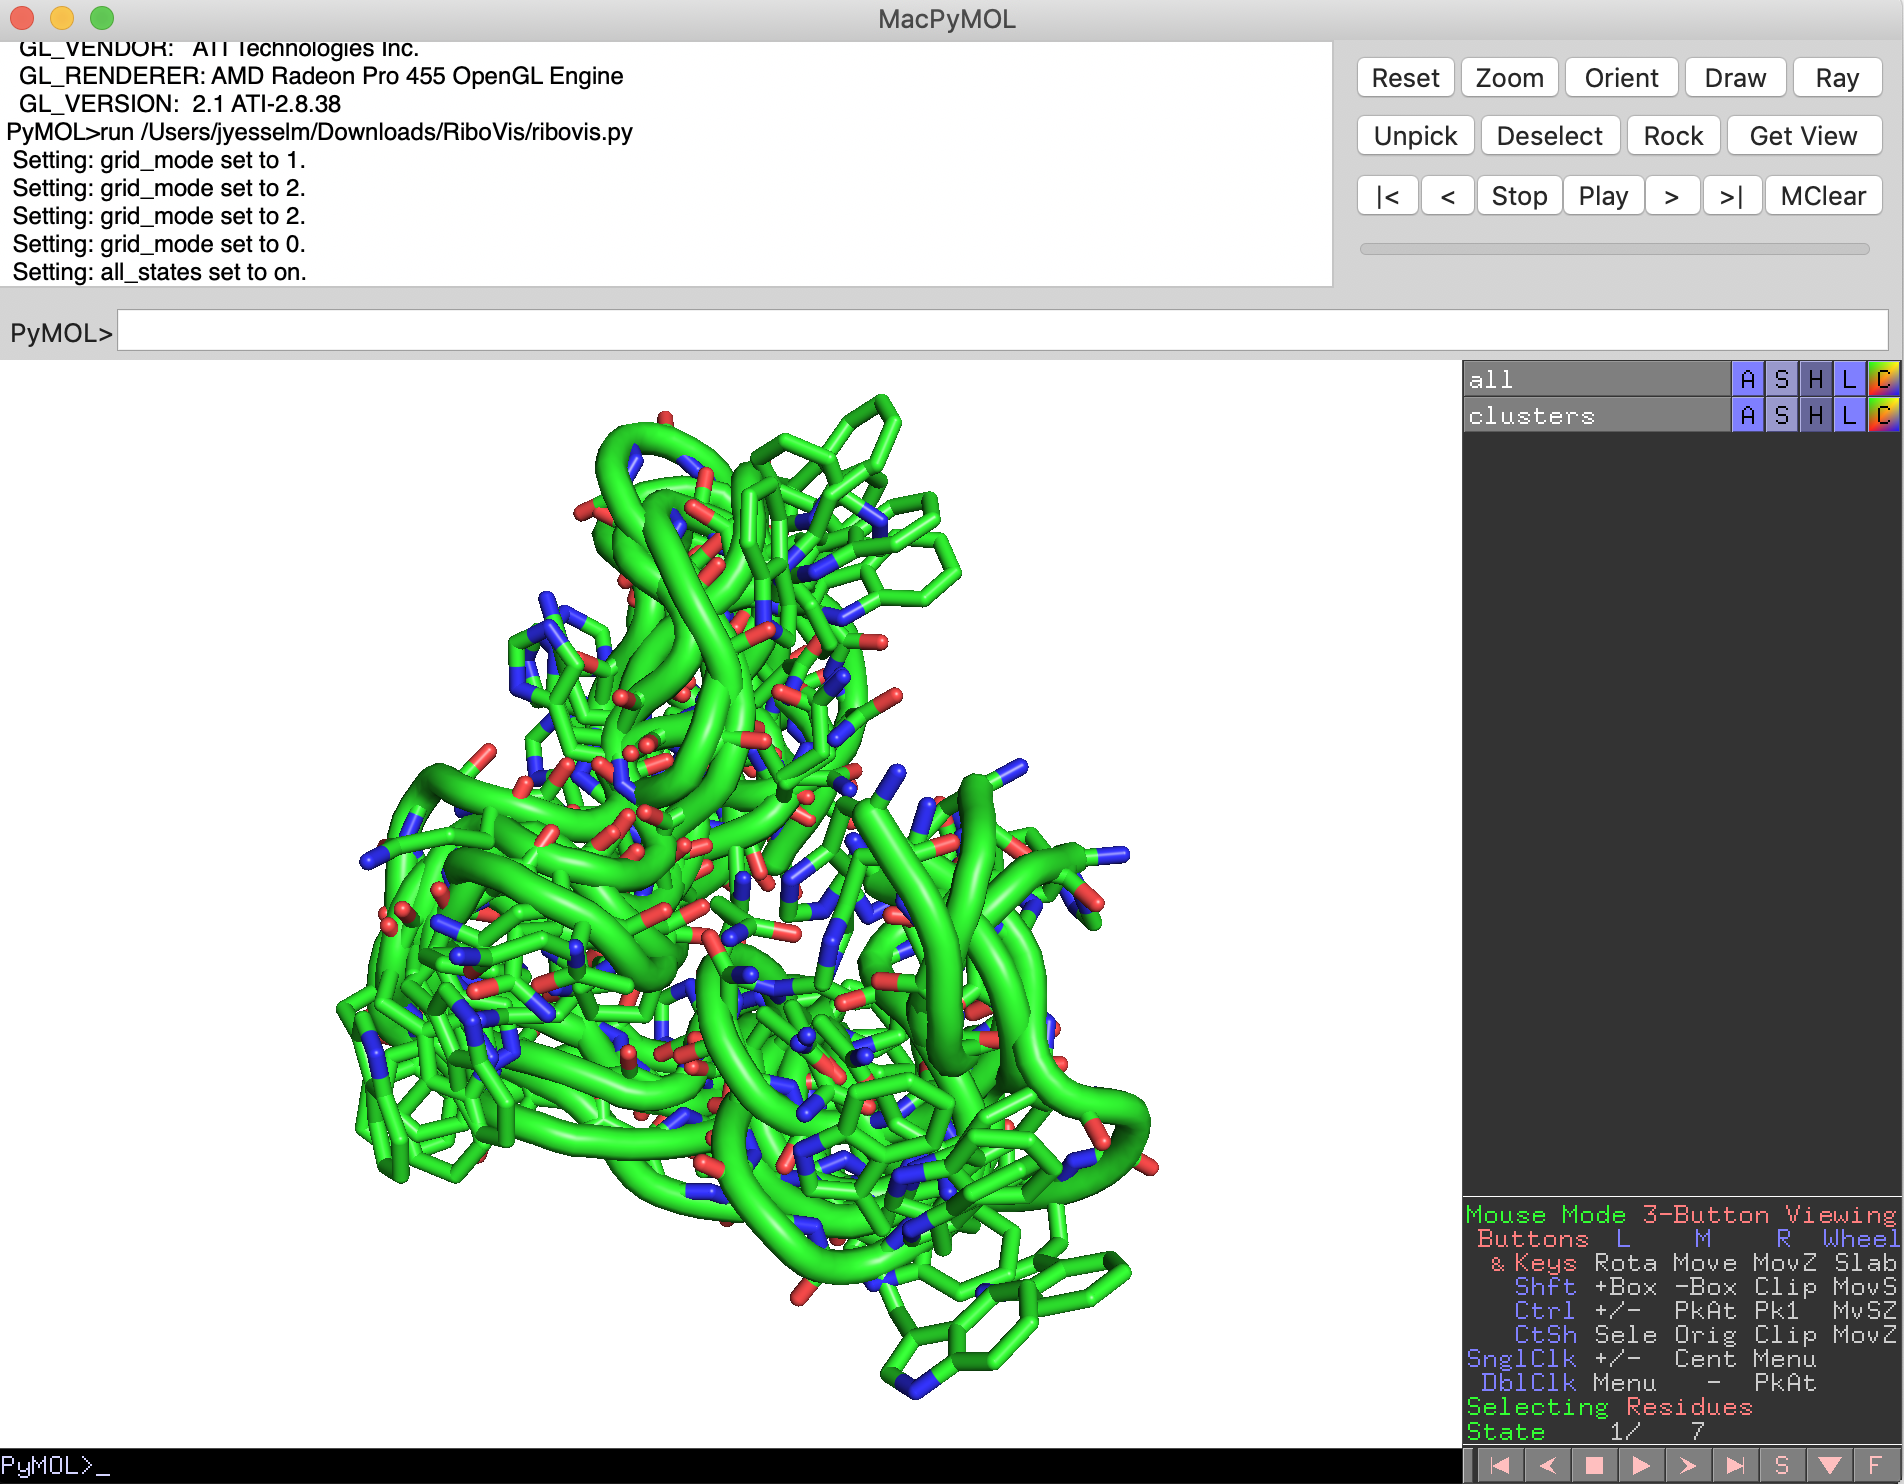 MacPyMOL
GL_VENDOR: ATI Technologies Inc.
GL_RENDERER: AMD Radeon Pro 455 OpenGL Engine
GL_VERSION: 2.1 ATI-2.8.38
PyMOL>run /Users/jyesselm/Downloads/RiboVis/ribovis.py
Setting: grid_mode set to 1.
Setting: grid_mode set to 2.
Setting: grid_mode set to 2.
Setting: grid_mode set to 0.
Setting: all_states set to on.
Reset Zoom Orient Draw Ray
Unpick Deselect Rock Get View
|< < Stop Play > >| MClear
PyMOL>
all A S H L C
clusters A S H L C
Mouse Mode 3-Button Viewing
Buttons L M R Wheel
& Keys Rota Move MovZ Slab
Shft +Box -Box Clip MovS
Ctrl +/- PkAt Pk1 MvSZ
CtSh Sele Orig Clip MovZ
SnglClk +/- Cent Menu
DblClk Menu - PkAt
Selecting Residues
State 1/ 7
PyMOL>_
S F